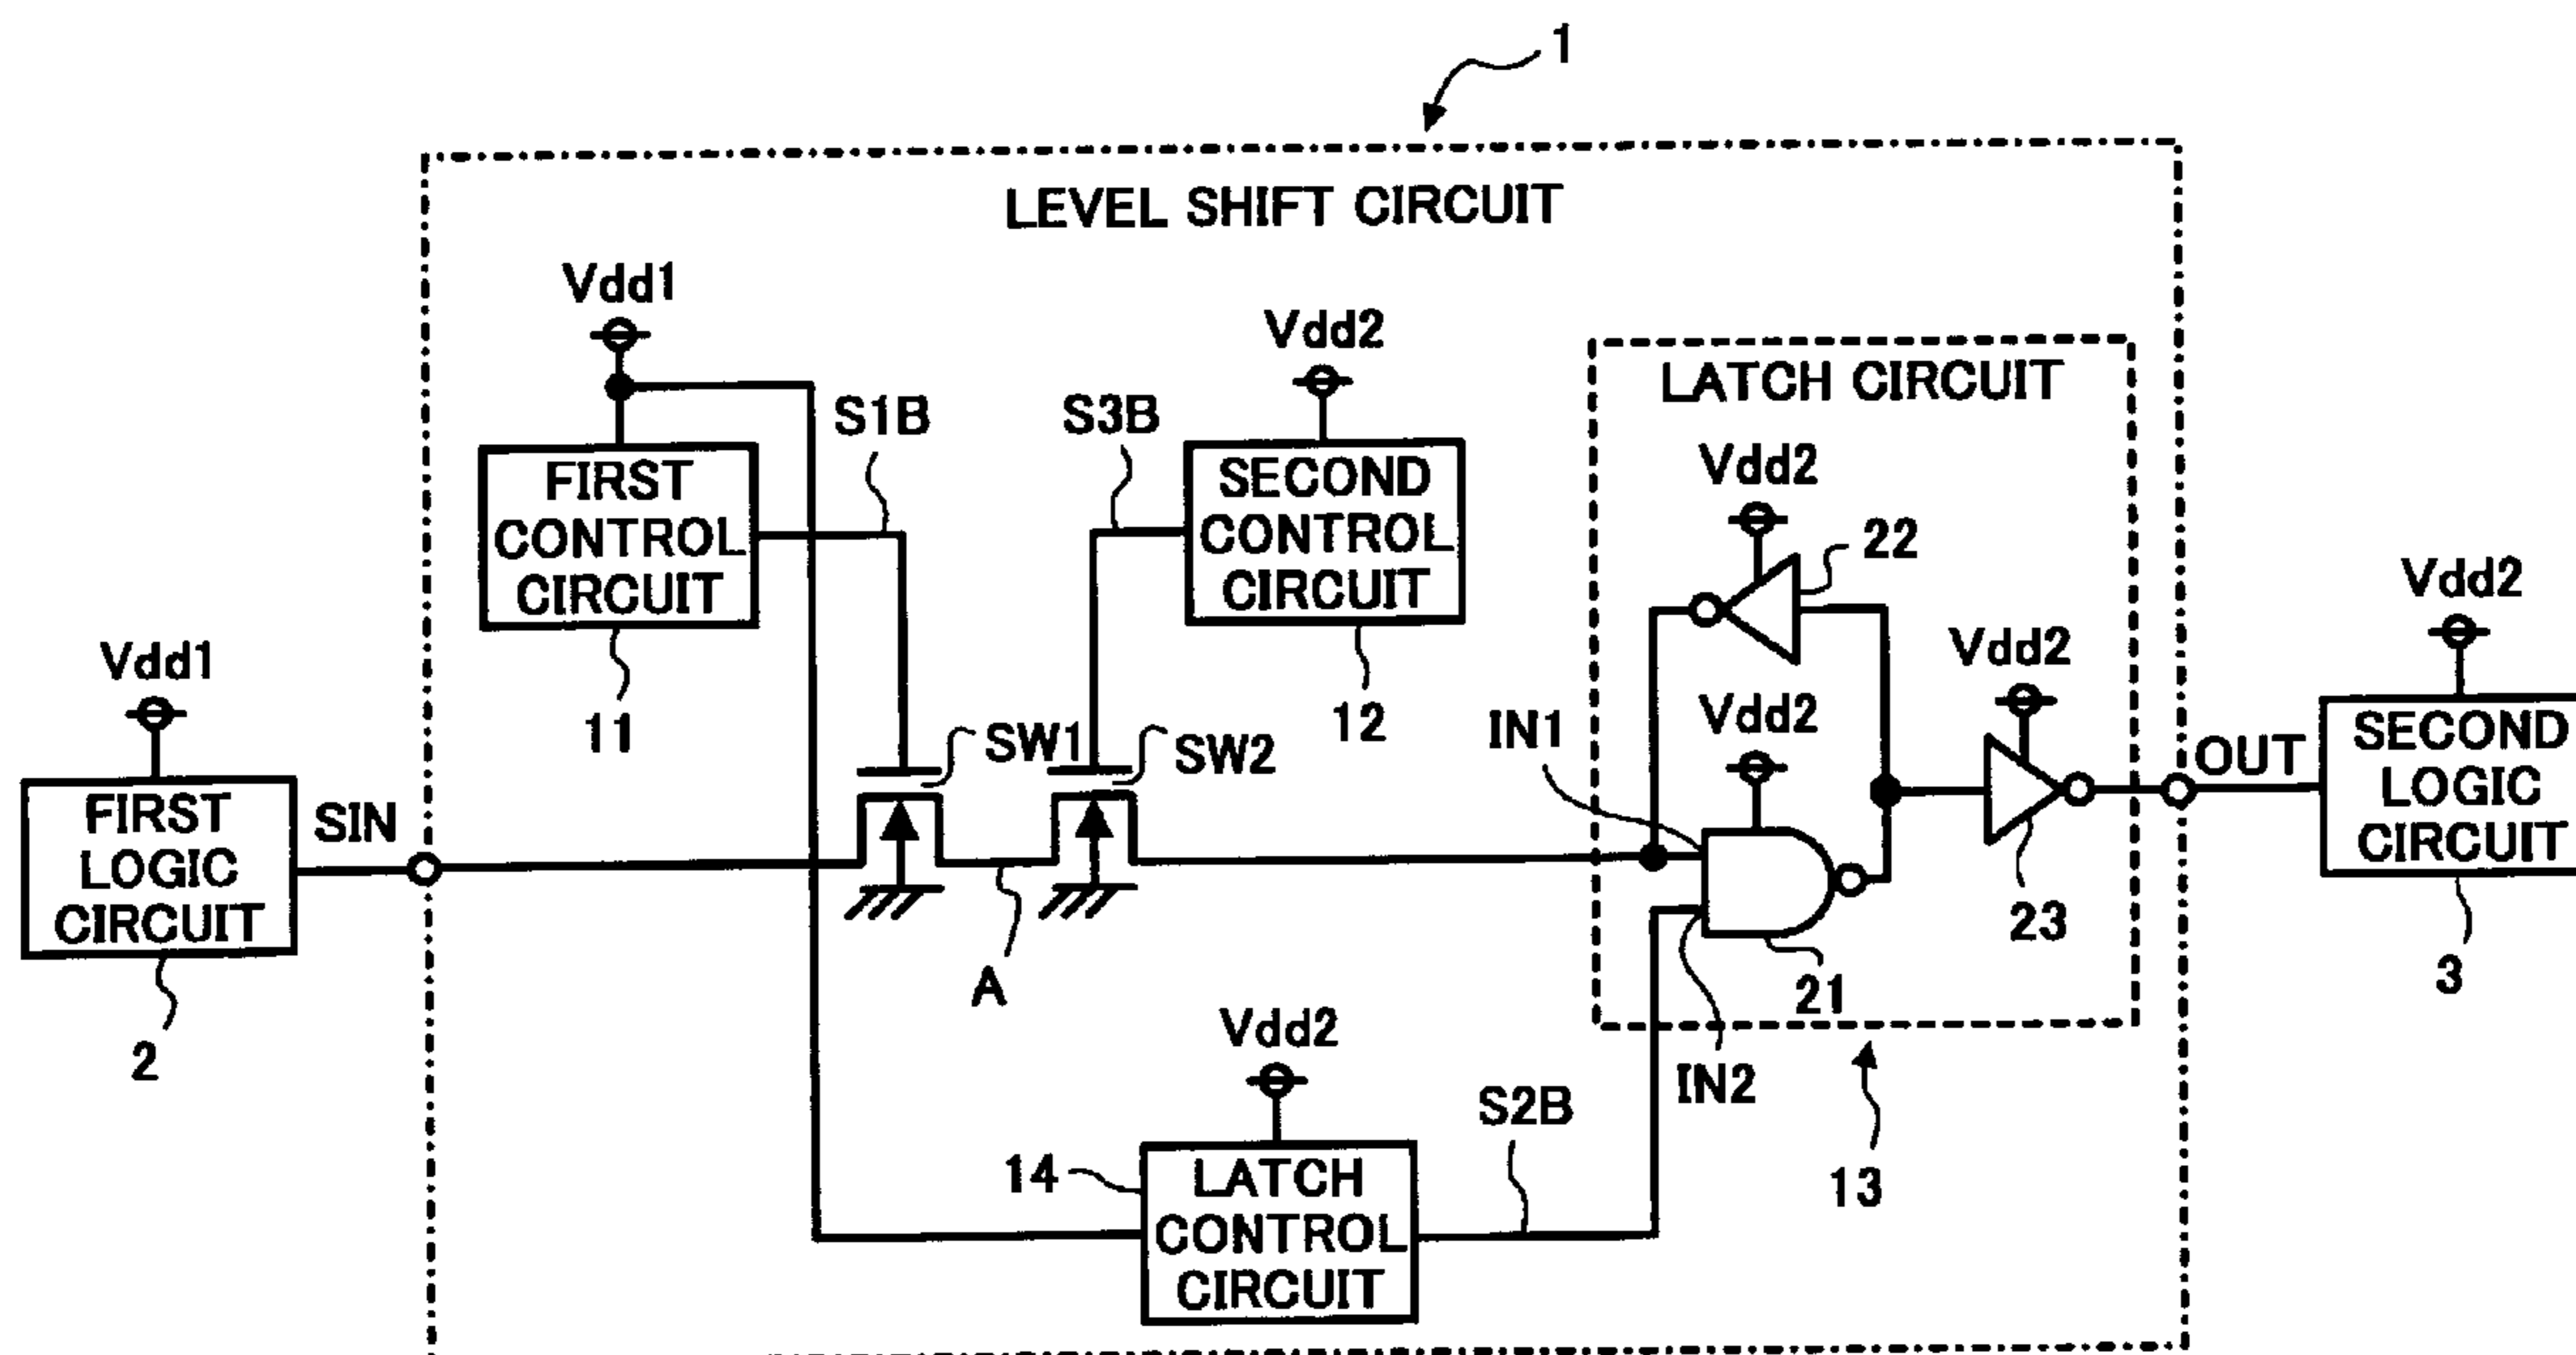 1
LEVEL SHIFT CIRCUIT
Vdd1
Vdd2
LATCH CIRCUIT
S1B
S3B
FIRST
CONTROL
CIRCUIT
SECOND
CONTROL
CIRCUIT
Vdd2
22
Vdd2
Vdd1
11
12
Vdd2
Vdd2
IN1
SW1
SW2
FIRST
LOGIC
CIRCUIT
SIN
OUT
SECOND
LOGIC
CIRCUIT
2
A
21
23
3
Vdd2
IN2
S2B
13
14
LATCH
CONTROL
CIRCUIT